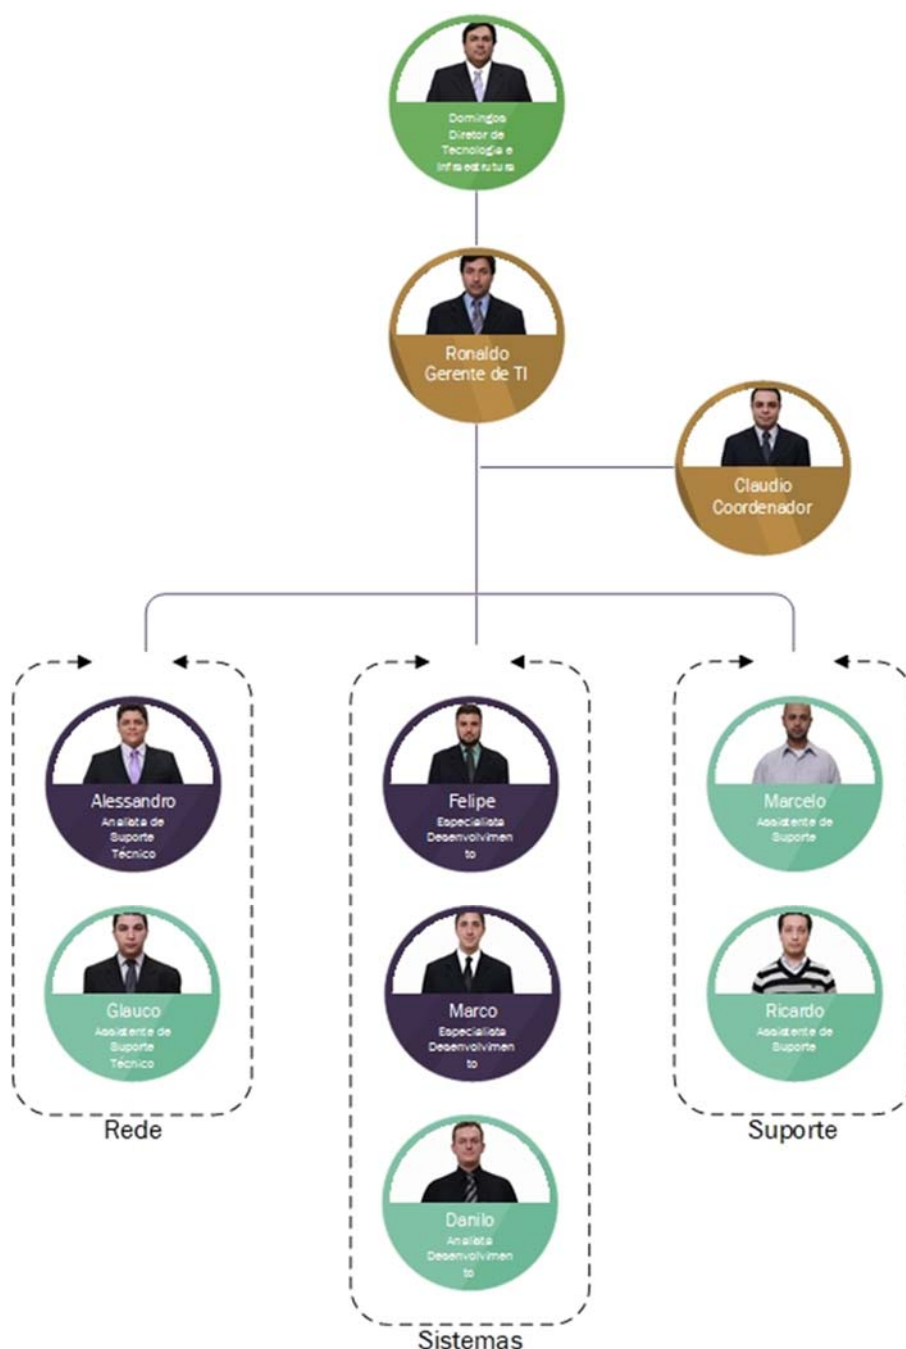 Domingos
Diretor de
Tecnologia e
Infraestrutura
Ronaldo
Gerente de TI
Claudio
Coordenador
Alessandro
Analista de
Suporte
Técnico
Felipe
Especialista
Desenvolvimen
to
Marcelo
Assistente de
Suporte
Glauco
Assistente de
Suporte
Técnico
Marco
Especialista
Desenvolvimen
to
Ricardo
Assistente de
Suporte
Rede
Suporte
Danilo
Analista
Desenvolvimen
to
Sistemas